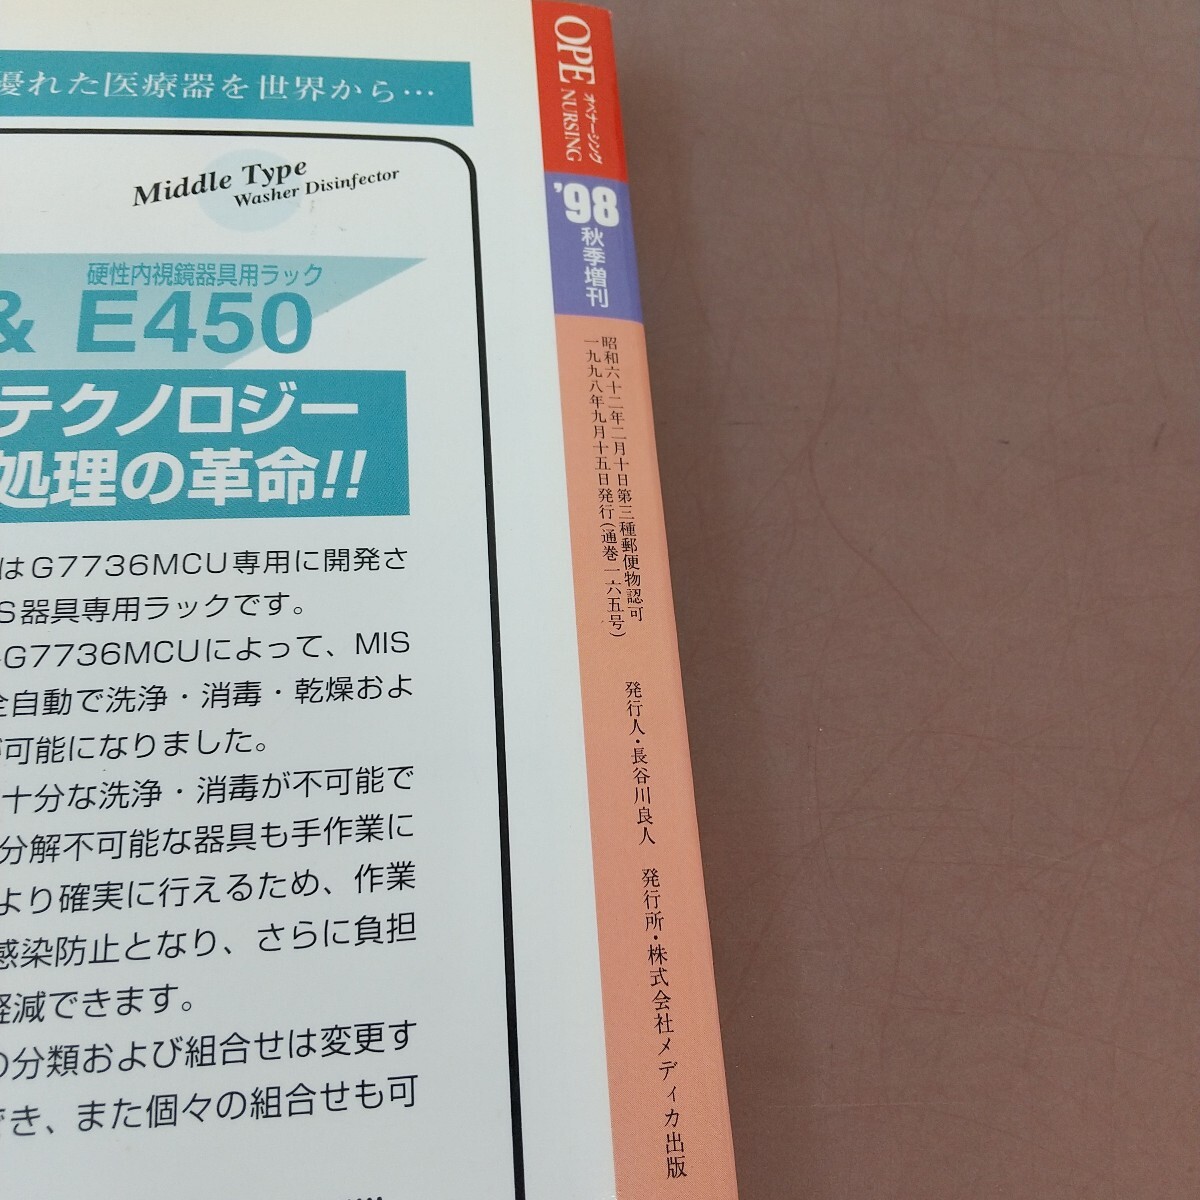 優れた医療器を世界から…
Middle Type
Washer Disinfector
硬性内視鏡器具用ラック
& E450
テクノロジー
処理の革命!!
はG7736MCU専用に開発さ
S器具専用ラックです。
G7736MCUによって、MIS
全自動で洗浄・消毒・乾燥およ
が可能になりました。
十分な洗浄・消毒が不可能で
分解不可能な器具も手作業に
より確実に行えるため、作業
感染防止となり、さらに負担
軽減できます。
の分類および組合せは変更す
でき、また個々の組合せも可
OPE NURSING
オペナーシング
'98
秋季増刊
昭和六十二年二月十日第三種郵便物認可
一九九八年九月十五日発行(通巻一六五号)
発行人・長谷川良人
発行所・株式会社メディカ出版